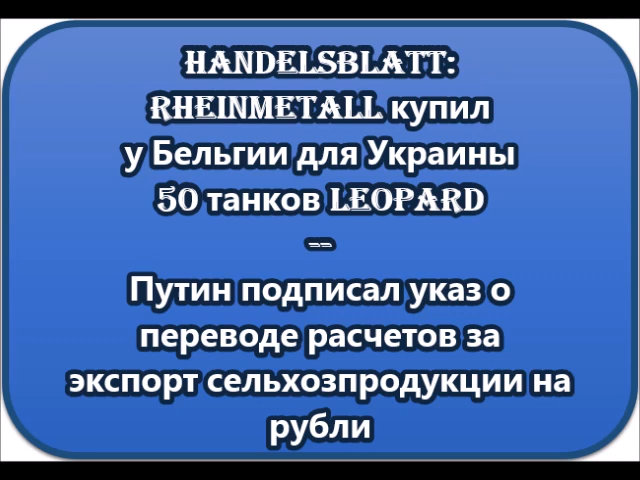 HANDELSBLATT:
RHEINMETALL купил
у Бельгии для Украины
50 танков LEOPARD
--
Путин подписал указ о
переводе расчетов за
экспорт сельхозпродукции на
рубли